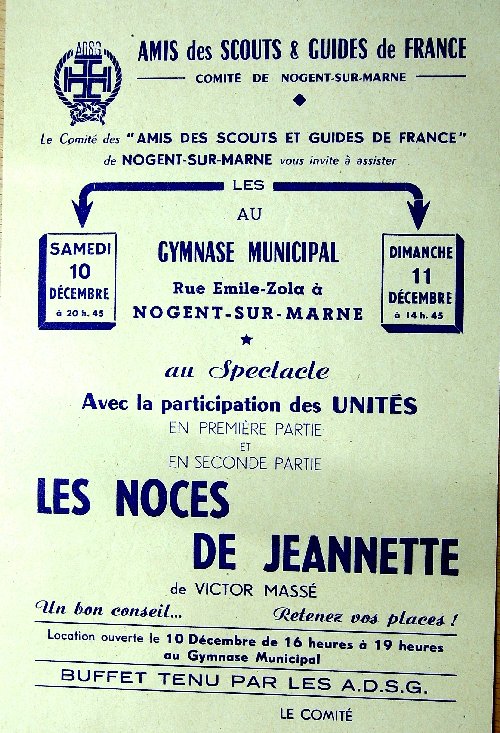 A.D.S.G
AMIS des SCOUTS & GUIDES de FRANCE
COMITÉ DE NOGENT-SUR-MARNE
Le Comité des "AMIS DES SCOUTS ET GUIDES DE FRANCE"
de NOGENT-SUR-MARNE vous invite à assister
LES
SAMEDI
10
DÉCEMBRE
à 20 h. 45
AU
GYMNASE MUNICIPAL
Rue Emile-Zola à
NOGENT-SUR-MARNE
DIMANCHE
11
DÉCEMBRE
à 14 h. 45
au Spectacle
Avec la participation des UNITÉS
EN PREMIÈRE PARTIE
ET
EN SECONDE PARTIE
LES NOCES
DE JEANNETTE
de VICTOR MASSÉ
Un bon conseil... Retenez vos places !
Location ouverte le 10 Décembre de 16 heures à 19 heures
au Gymnase Municipal
BUFFET TENU PAR LES A.D.S.G.
LE COMITÉ